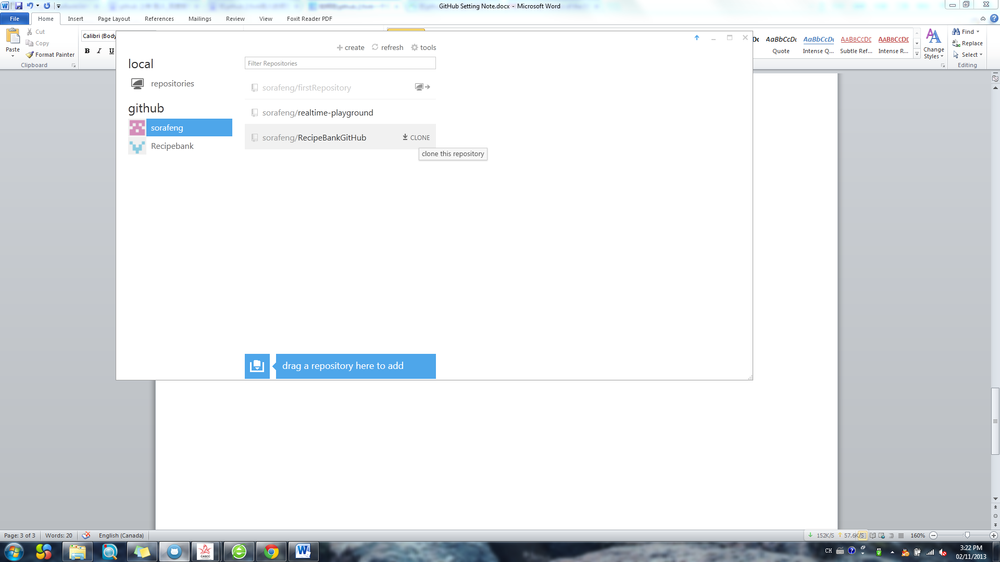 GitHub Setting Note.docx - Microsoft Word
File Home Insert Page Layout References Mailings Review View Foxit Reader PDF
Paste
Cut
Copy
Format Painter
Clipboard
Calibri (Body
B I U
AaBbCcDc AaBbCcDc AABBCCDC AABBCCDC
Quote Intense Q... Subtle Ref... Intense R...
Change Styles
Find
Replace
Select
Editing
create refresh tools
local
repositories
github
sorafeng
Recipebank
Filter Repositories
sorafeng/firstRepository
sorafeng/realtime-playground
sorafeng/RecipeBankGitHub CLONE
clone this repository
drag a repository here to add
Page: 3 of 3 Words: 20 English (Canada)
152K/S 57.6K/S 160%
CASCC
CH
3:22 PM
02/11/2013